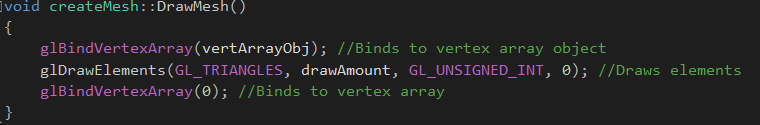 void createMesh::DrawMesh()
{
glBindVertexArray(vertArrayObj); //Binds to vertex array object
glDrawElements(GL_TRIANGLES, drawAmount, GL_UNSIGNED_INT, 0); //Draws elements
glBindVertexArray(0); //Binds to vertex array
}